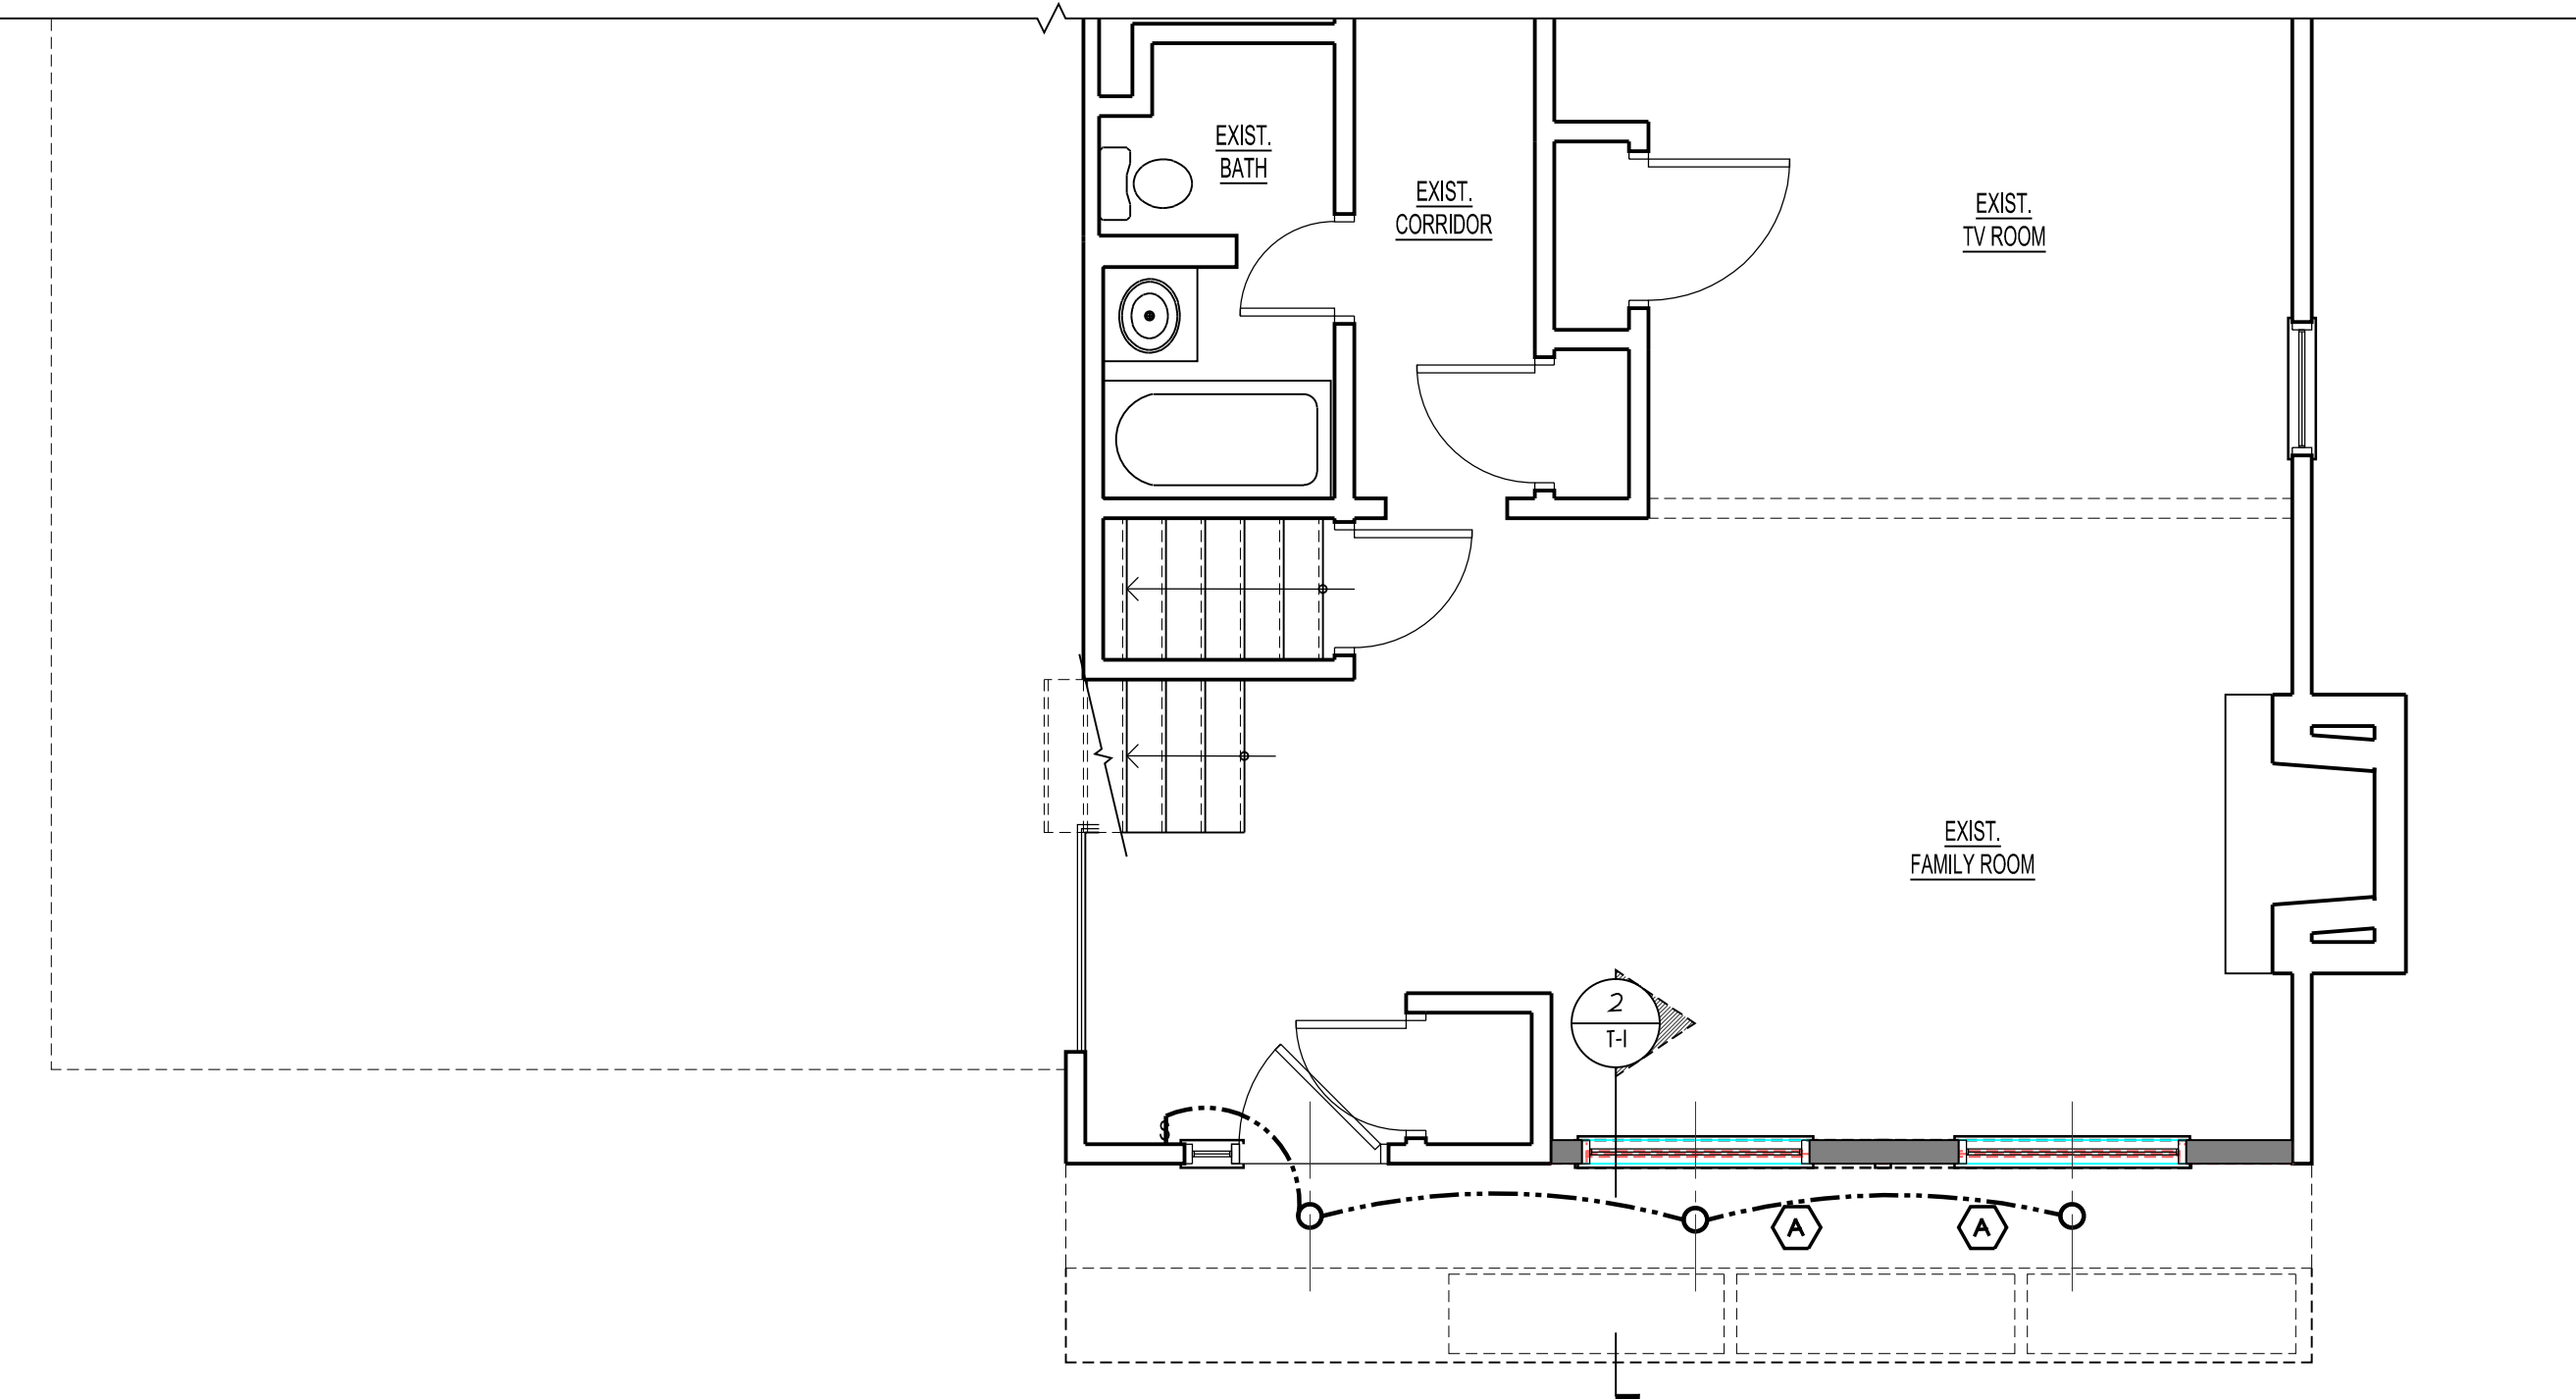 EXIST.
BATH
EXIST.
CORRIDOR
EXIST.
TV ROOM
EXIST.
FAMILY ROOM
2
T-1
S
A
A